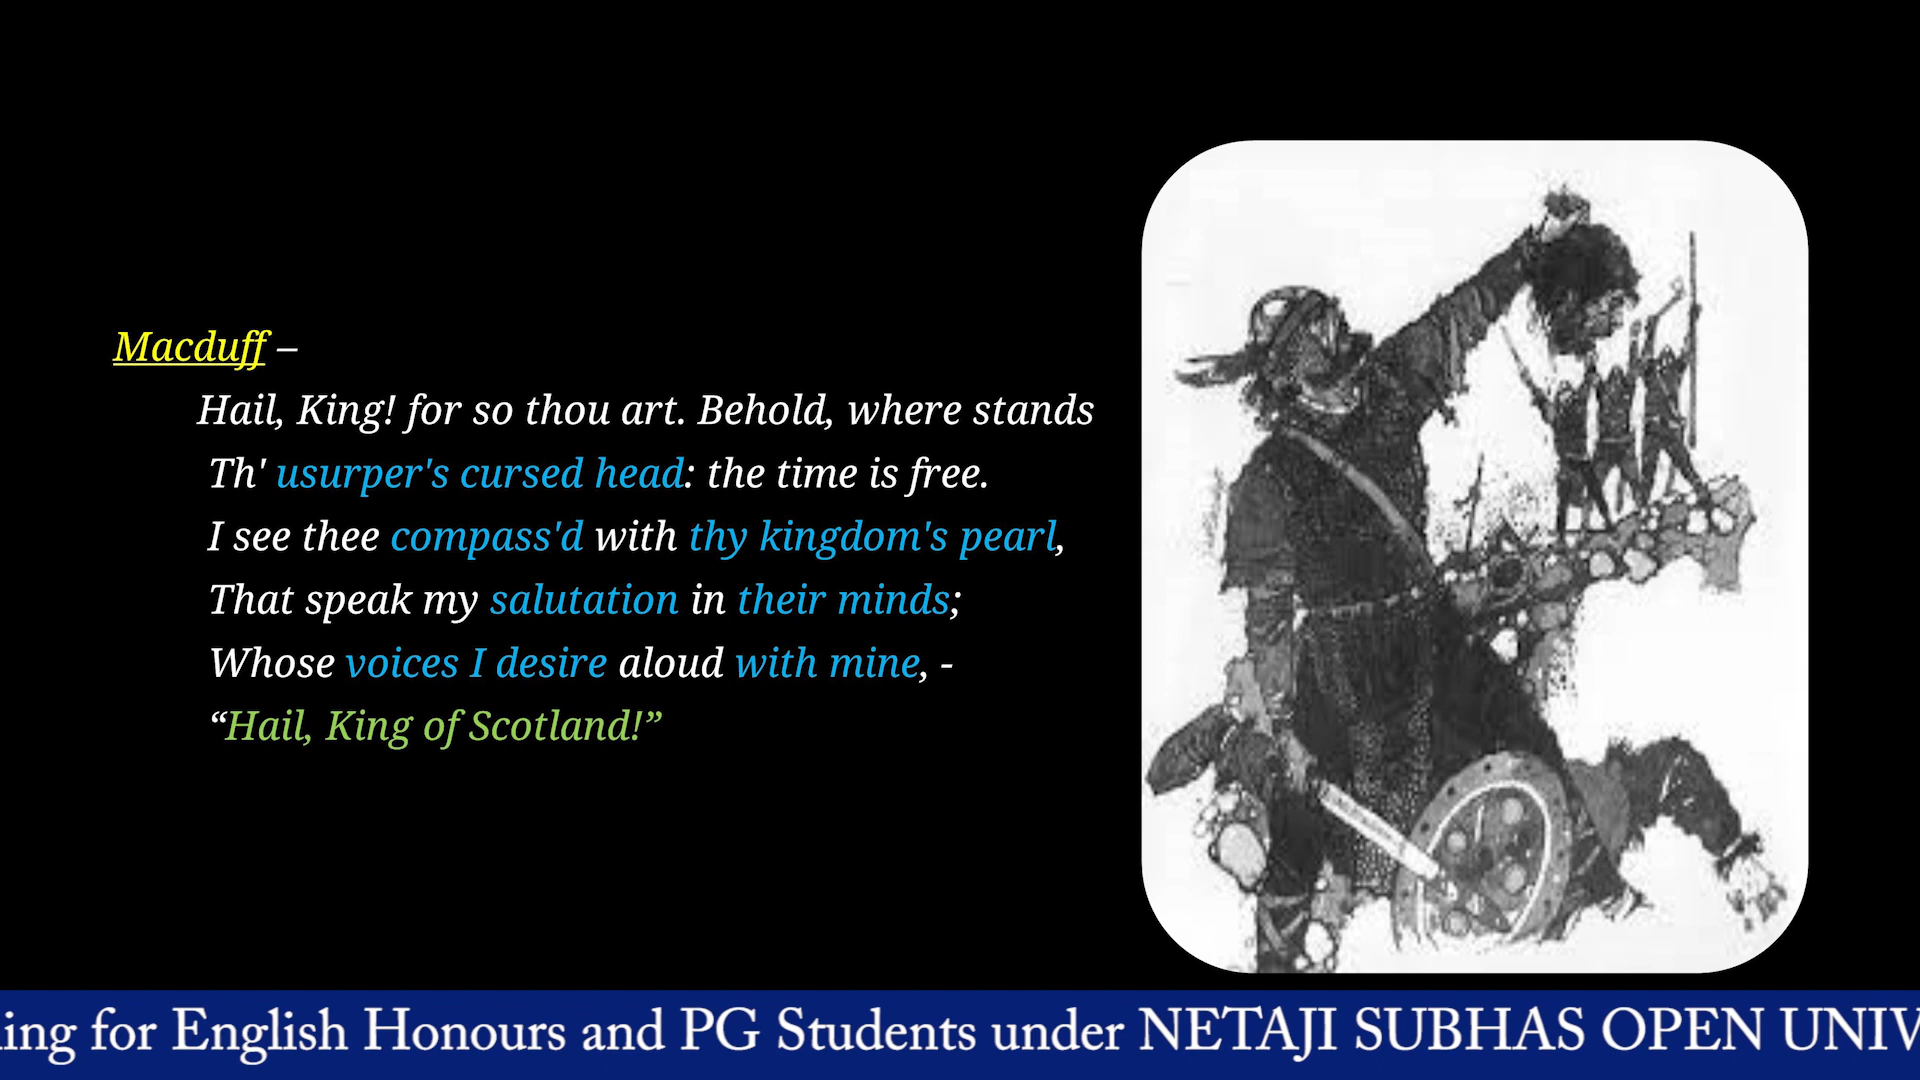 Macduff –
Hail, King! for so thou art. Behold, where stands
Th' usurper's cursed head: the time is free.
I see thee compass'd with thy kingdom's pearl,
That speak my salutation in their minds;
Whose voices I desire aloud with mine, -
“Hail, King of Scotland!”
ing for English Honours and PG Students under NETAJI SUBHAS OPEN UNIV